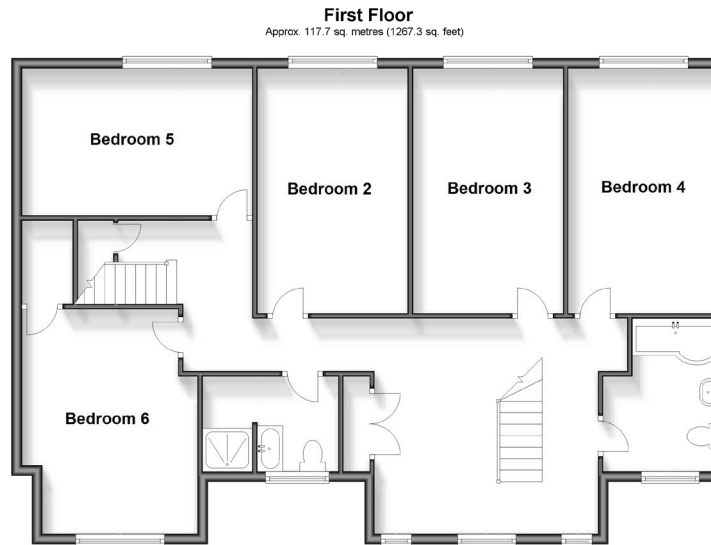 First Floor
Approx. 117.7 sq. metres (1267.3 sq. feet)
Bedroom 5
Bedroom 2
Bedroom 3
Bedroom 4
Bedroom 6